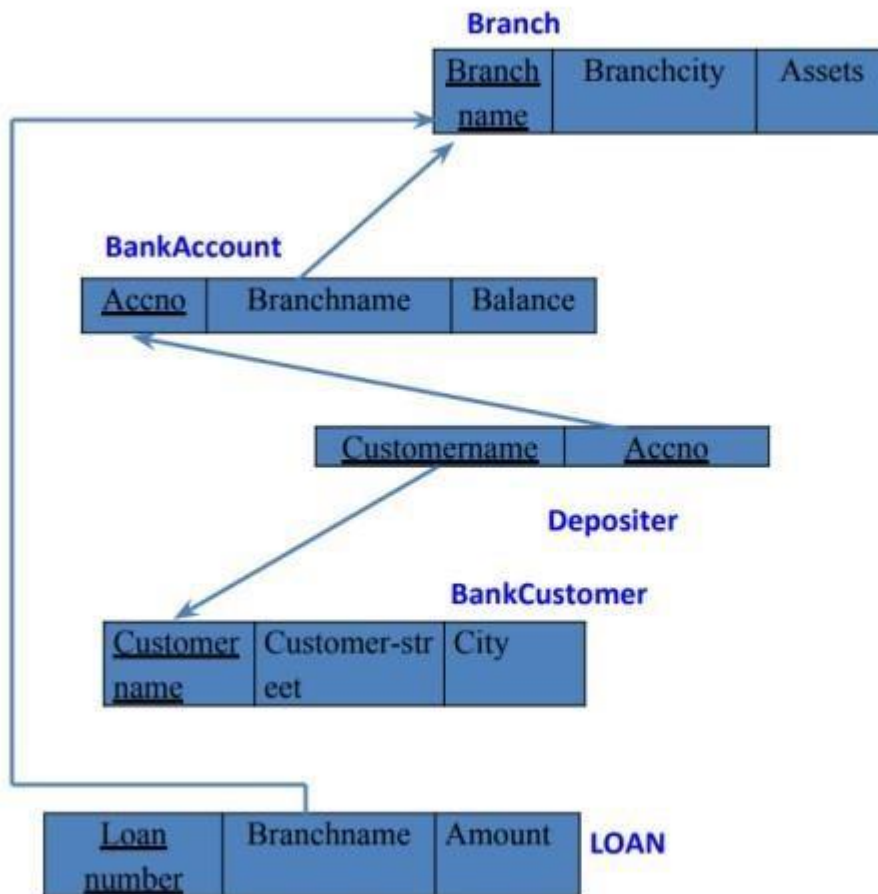 Branch
Branch name Branchcity Assets
BankAccount
Accno Branchname Balance
Customername Accno
Depositer
BankCustomer
Customer name Customer-str eet City
Loan number Branchname Amount
LOAN